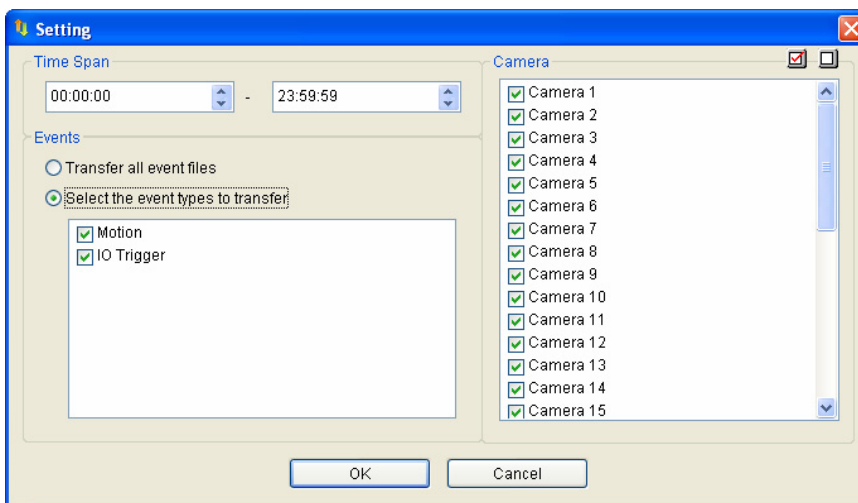 Setting
Time Span
00:00:00 - 23:59:59
Events
Transfer all event files
Select the event types to transfer
Motion
IO Trigger
Camera
Camera 1
Camera 2
Camera 3
Camera 4
Camera 5
Camera 6
Camera 7
Camera 8
Camera 9
Camera 10
Camera 11
Camera 12
Camera 13
Camera 14
Camera 15
OK
Cancel